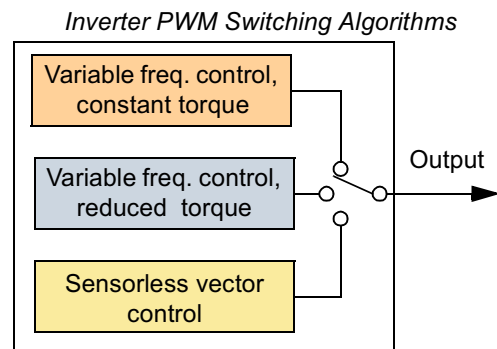 Inverter PWM Switching Algorithms
Variable freq. control,
constant torque
Variable freq. control,
reduced torque
Output
Sensorless vector
control